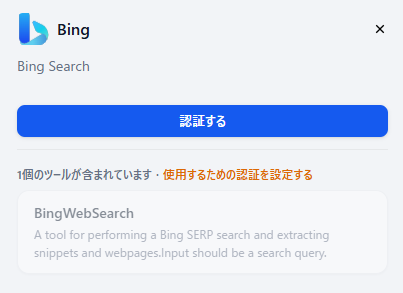 Bing
Bing Search
認証する
1個のツールが含まれています · 使用するための認証を設定する
BingWebSearch
A tool for performing a Bing SERP search and extracting
snippets and webpages.Input should be a search query.